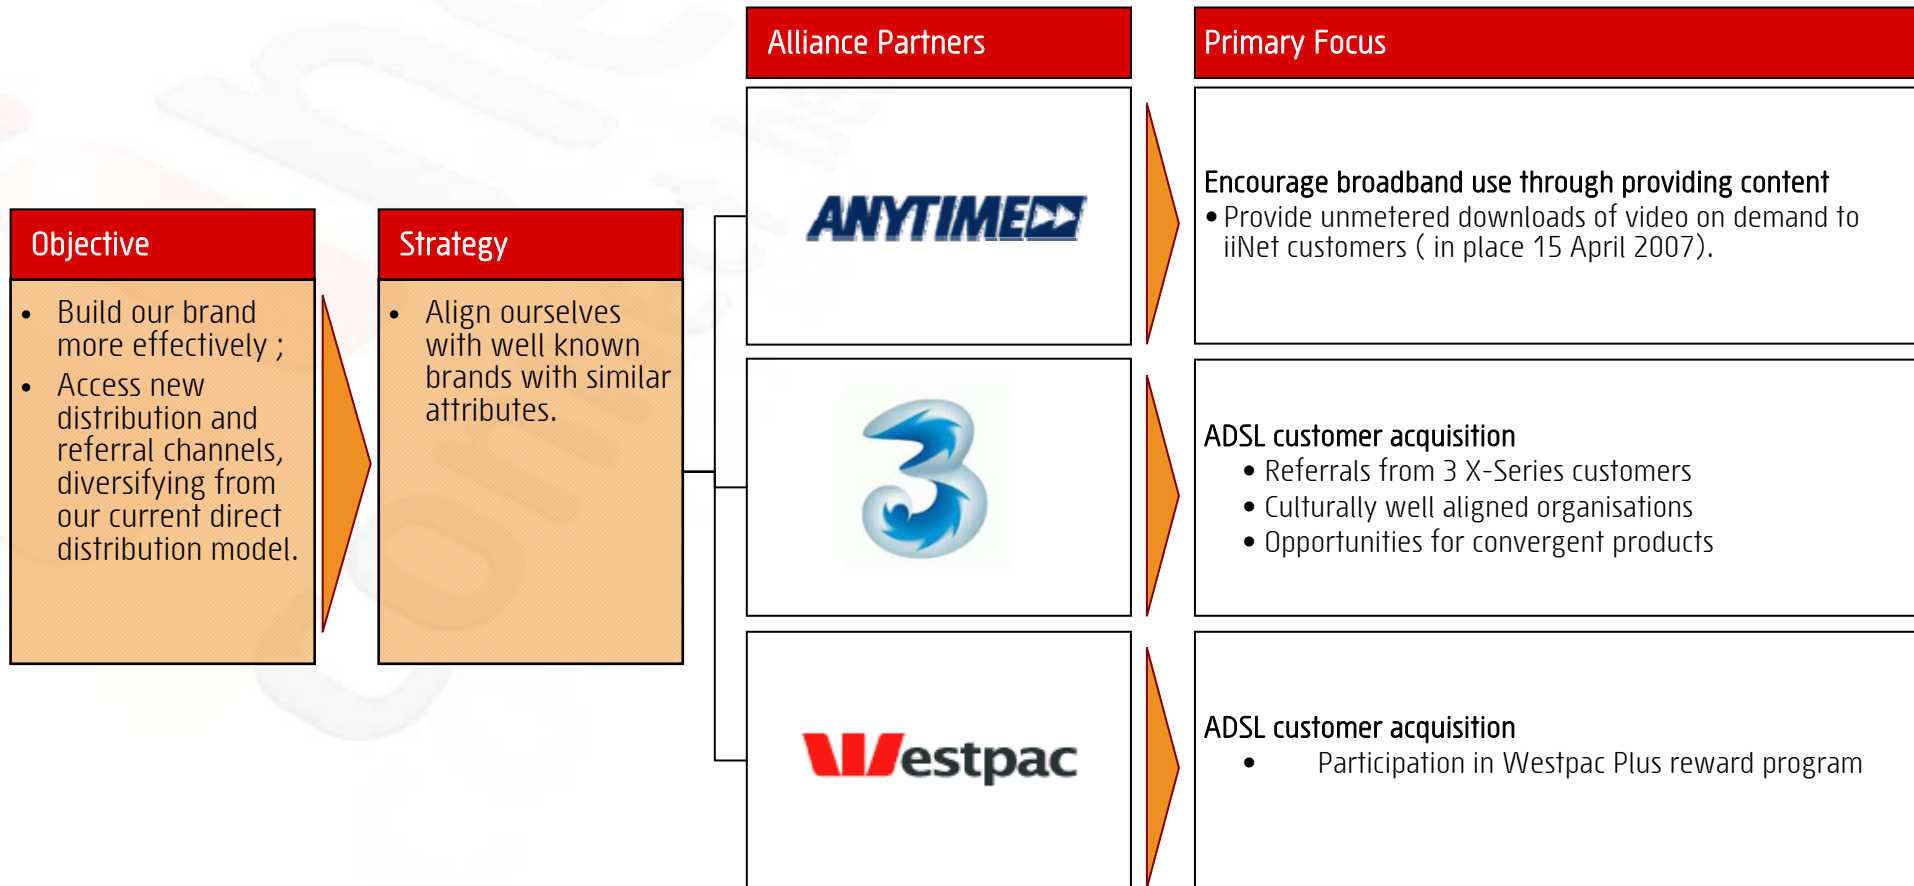 Alliance Partners
Primary Focus
Objective
• Build our brand
more effectively ;
• Access new
distribution and
referral channels,
diversifying from
our current direct
distribution model.
Strategy
• Align ourselves
with well known
brands with similar
attributes.
ANYTIME
Encourage broadband use through providing content
• Provide unmetered downloads of video on demand to
iiNet customers ( in place 15 April 2007).
3
ADSL customer acquisition
• Referrals from 3 X-Series customers
• Culturally well aligned organisations
• Opportunities for convergent products
Westpac
ADSL customer acquisition
• Participation in Westpac Plus reward program